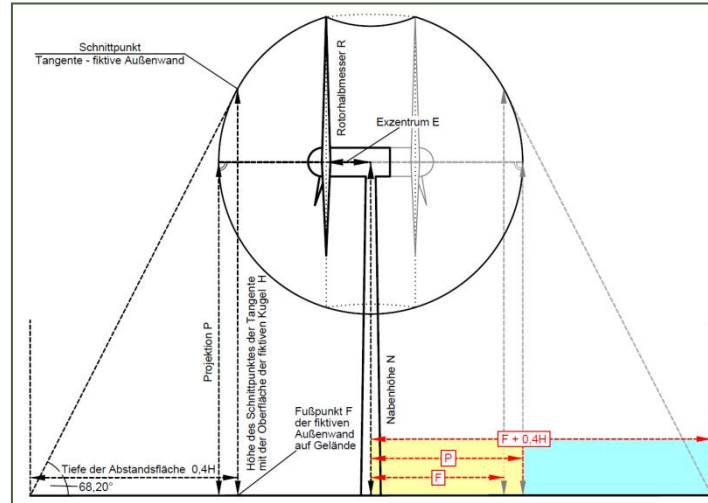 Schnittpunkt
Tangente - fiktive Außenwand
Rotorhalbmesser R
Exzentrum E
Projektion P
Höhe des Schnittpunktes der Tangente
mit der Oberfläche der fiktiven Kugel H
Nabenhöhe N
Fußpunkt F
der fiktiven
Außenwand
auf Gelände
F + 0,4H
P
F
Tiefe der Abstandsfläche 0,4H
68,20°